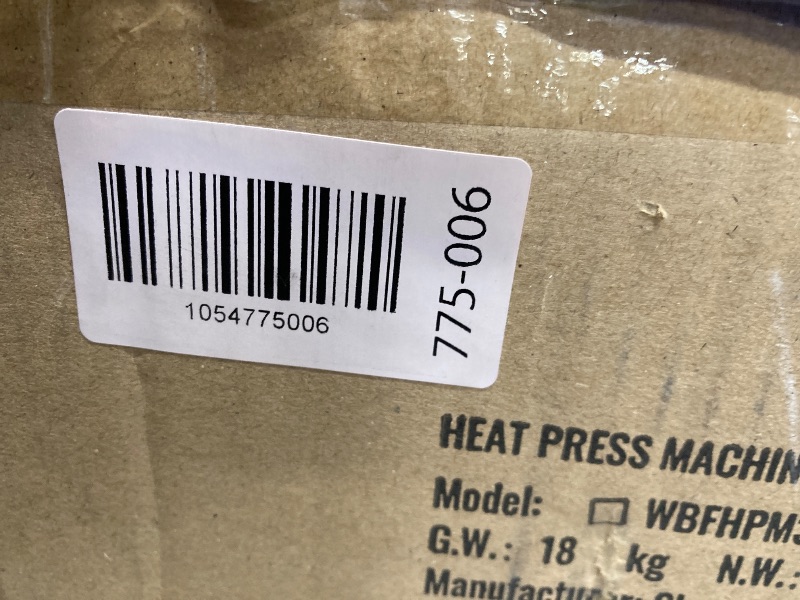 1054775006
775-006
HEAT PRESS MACHIN
Model: WBFHPM
G.W.: 18 kg N.W.: